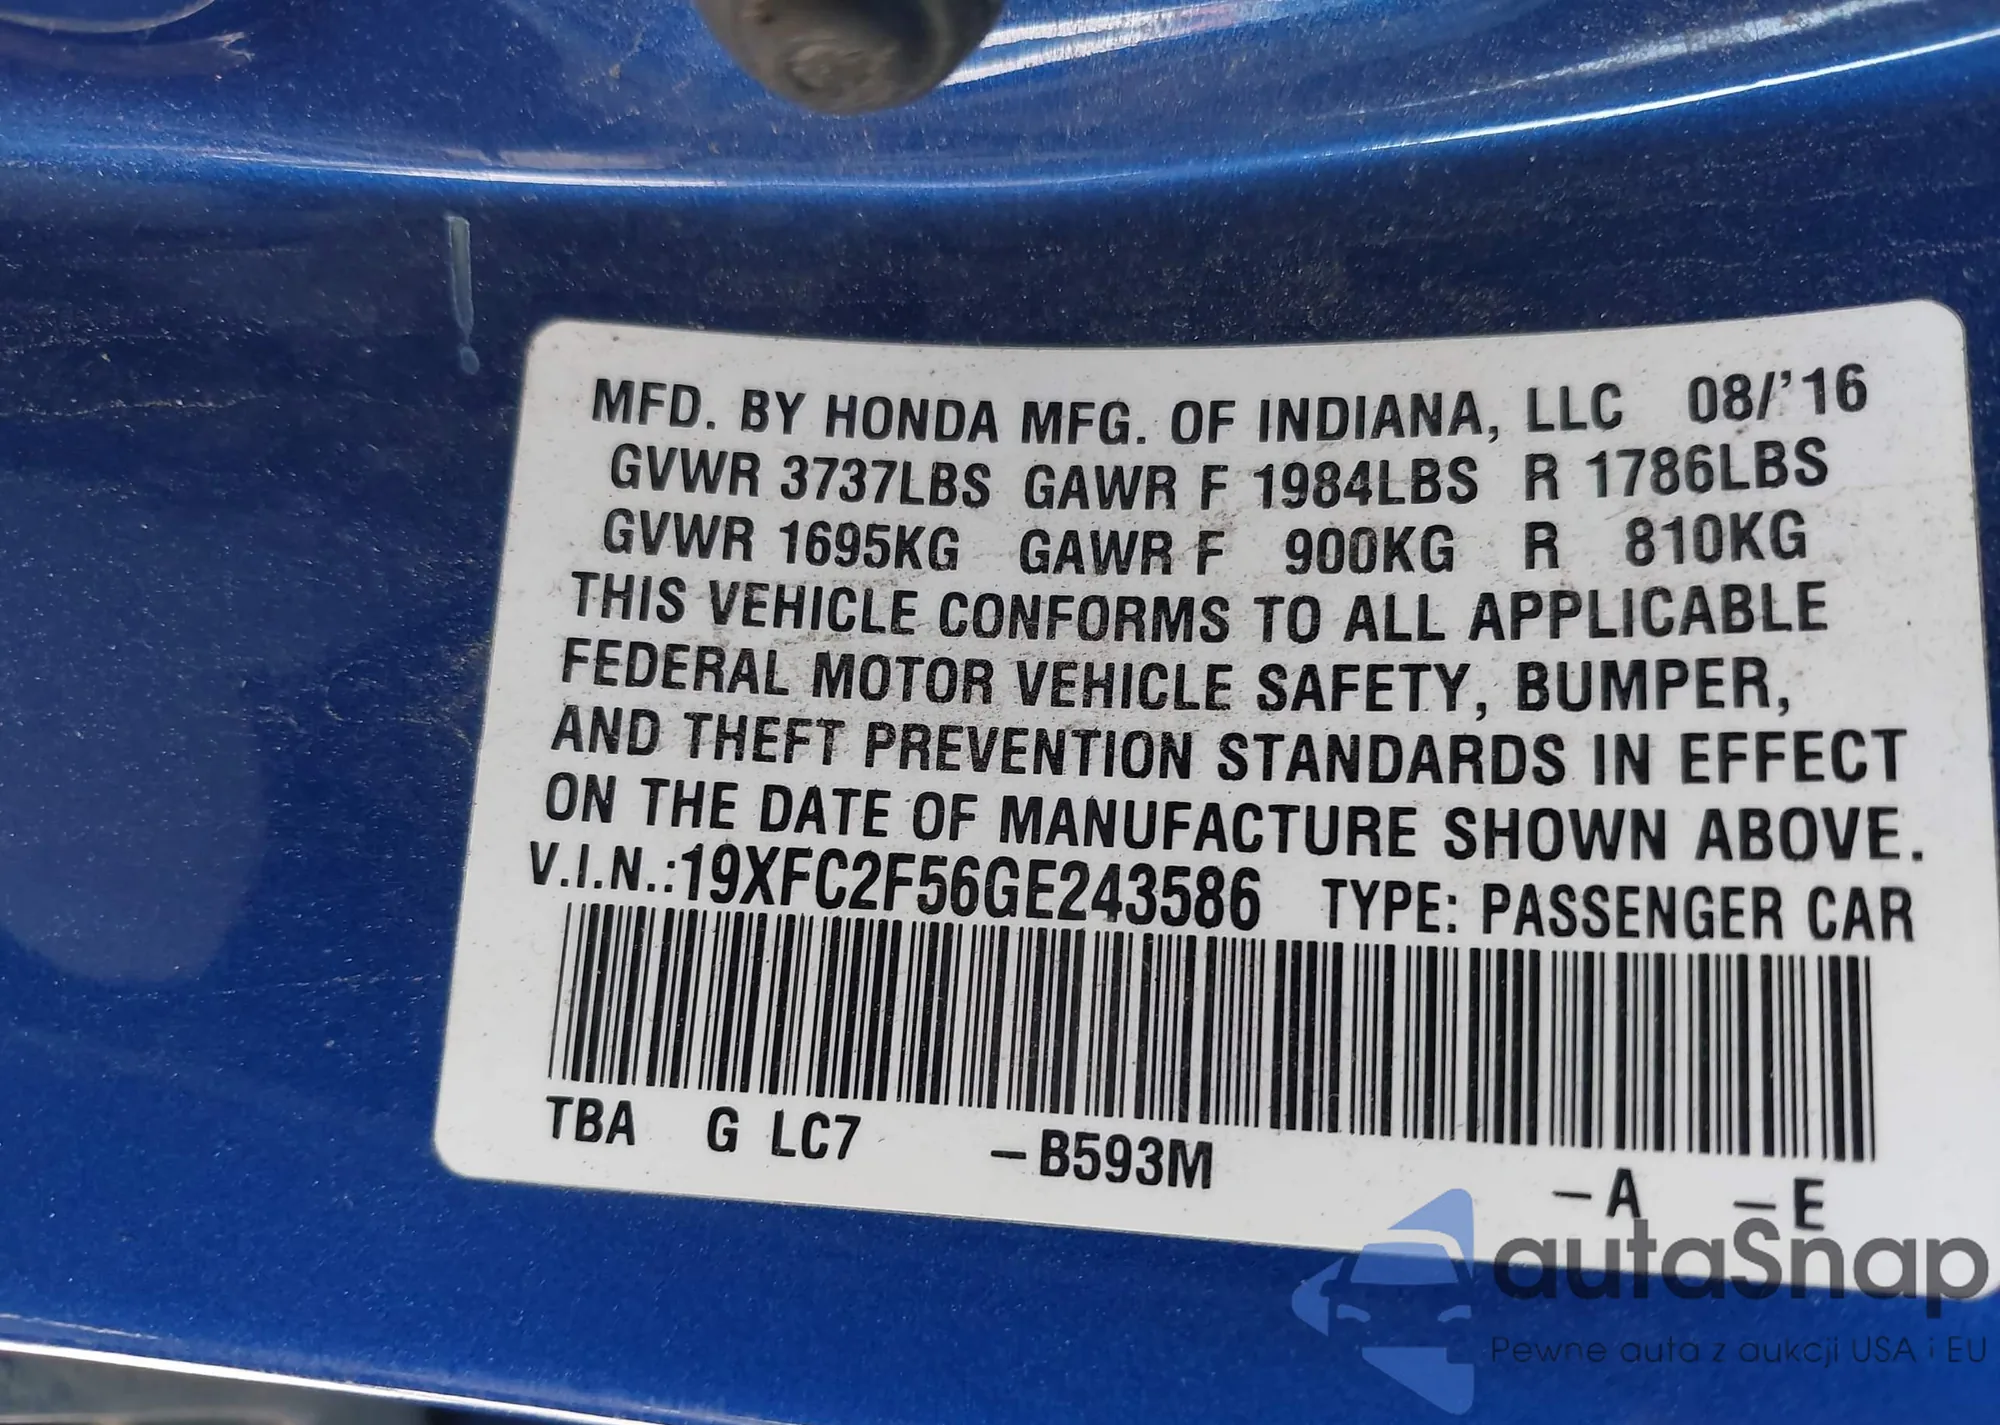 MFD. BY HONDA MFG. OF INDIANA, LLC 08/'16
GVWR 3737LBS GAWR F 1984LBS R 1786LBS
GVWR 1695KG GAWR F 900KG R 810KG
THIS VEHICLE CONFORMS TO ALL APPLICABLE
FEDERAL MOTOR VEHICLE SAFETY, BUMPER,
AND THEFT PREVENTION STANDARDS IN EFFECT
ON THE DATE OF MANUFACTURE SHOWN ABOVE.
V.I.N.:19XFC2F56GE243586 TYPE: PASSENGER CAR
TBA G LC7 –B593M –A –E
autaSnap
Pewne auta z aukcji USA i EU